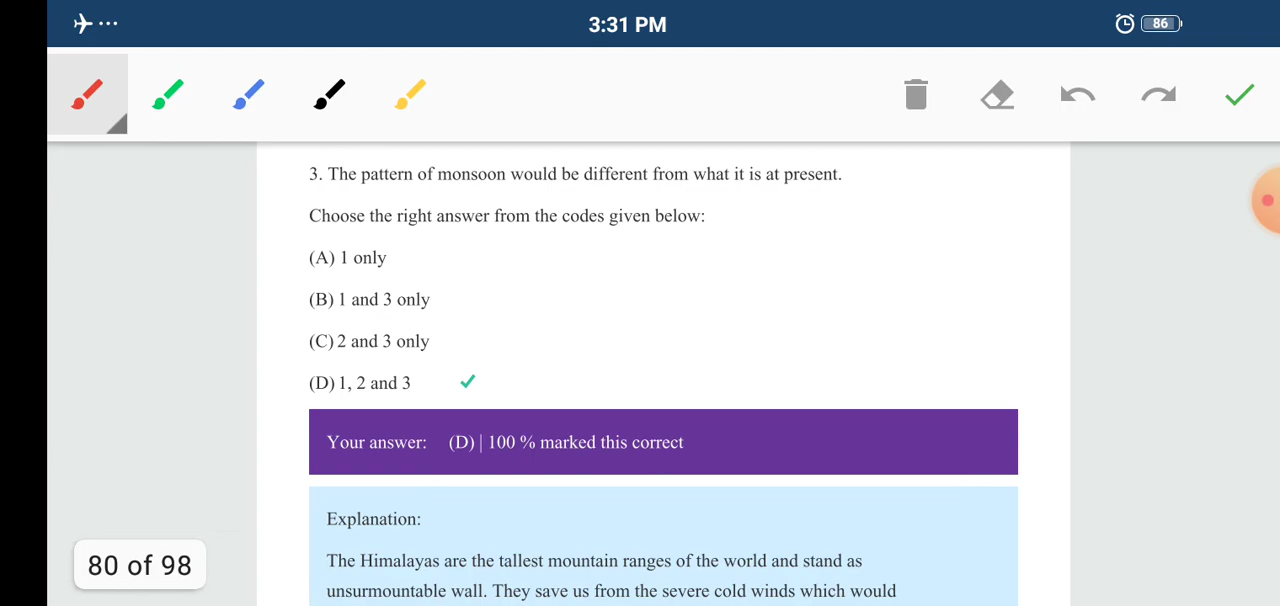 3:31 PM
86
3. The pattern of monsoon would be different from what it is at present.
Choose the right answer from the codes given below:
(A) 1 only
(B) 1 and 3 only
(C) 2 and 3 only
(D) 1, 2 and 3
Your answer: (D) | 100 % marked this correct
Explanation:
The Himalayas are the tallest mountain ranges of the world and stand as
unsurmountable wall. They save us from the severe cold winds which would
80 of 98